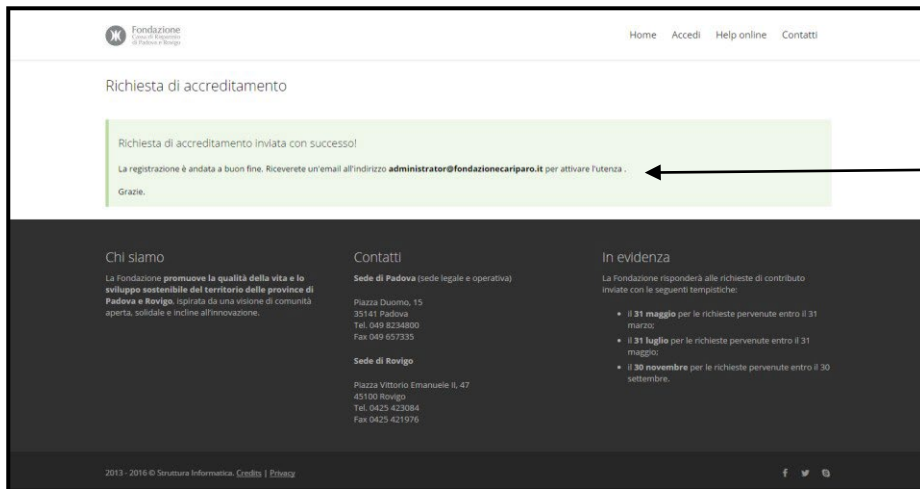 Fondazione
Cassa di Risparmio
di Padova e Rovigo
Home Accedi Help online Contatti
Richiesta di accreditamento
Richiesta di accreditamento inviata con successo!
La registrazione è andata a buon fine. Riceverete un'email all'indirizzo administrator@fondazionecariparo.it per attivare l'utenza .
Grazie.
Chi siamo
La Fondazione promuove la qualità della vita e lo
sviluppo sostenibile del territorio delle province di
Padova e Rovigo, ispirata da una visione di comunità
aperta, solidale e incline all'innovazione.
Contatti
Sede di Padova (sede legale e operativa)
Piazza Duomo, 15
35141 Padova
Tel. 049 8234800
Fax 049 657335
Sede di Rovigo
Piazza Vittorio Emanuele II, 47
45100 Rovigo
Tel. 0425 423084
Fax 0425 421976
In evidenza
La Fondazione risponderà alle richieste di contributo
inviate con le seguenti tempistiche:
il 31 maggio per le richieste pervenute entro il 31
marzo;
il 31 luglio per le richieste pervenute entro il 31
maggio;
il 30 novembre per le richieste pervenute entro il 30
settembre.
2013 - 2016 © Struttura Informatica. Credits | Privacy